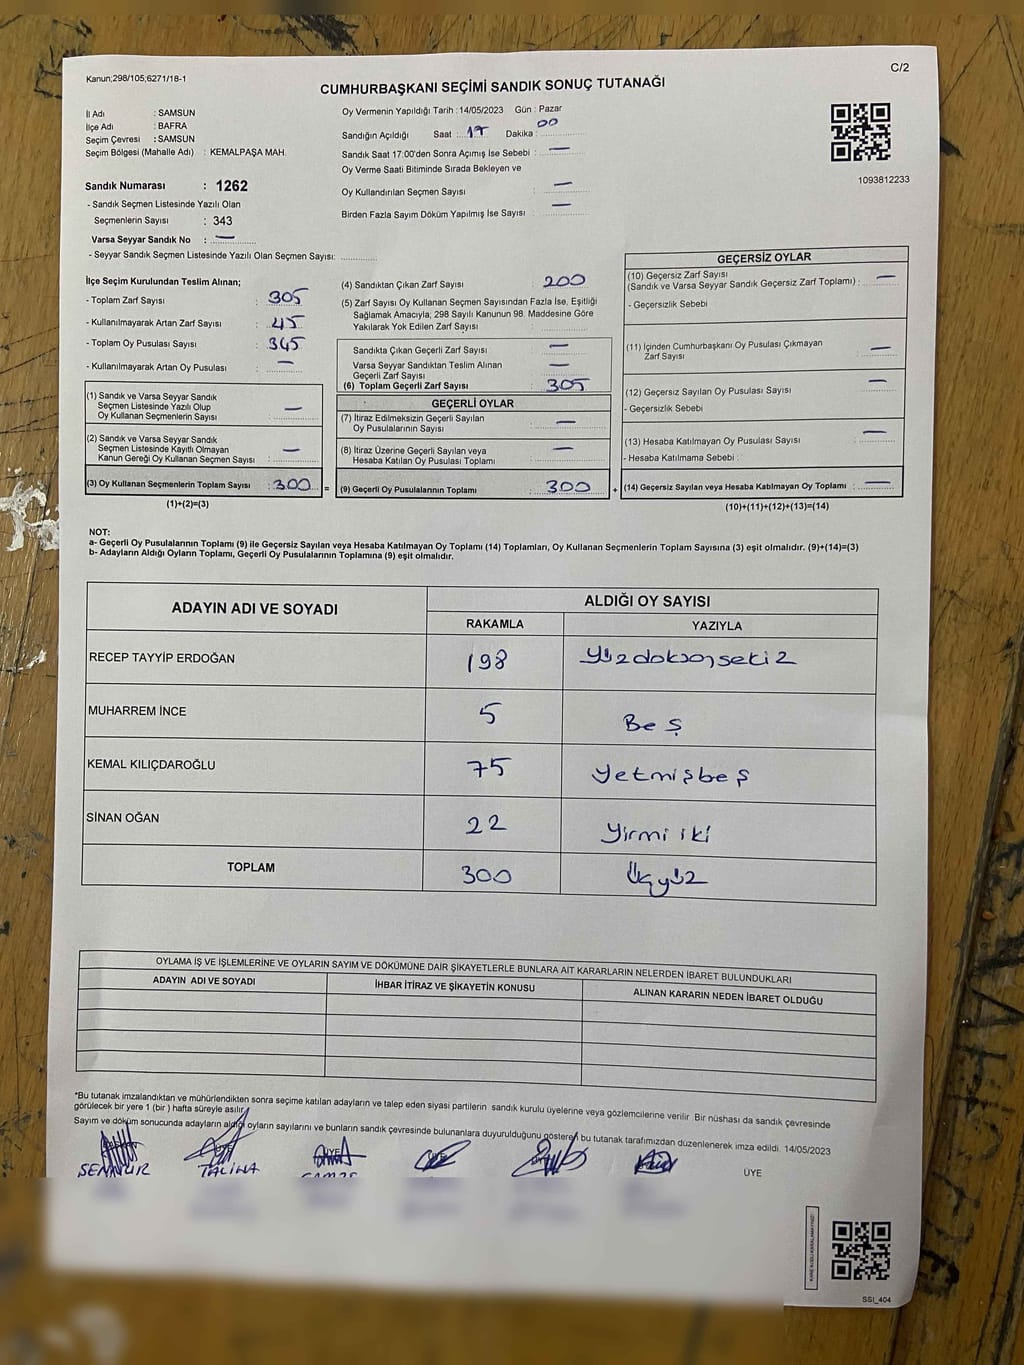 Kanun;298/105;6271/18-1
C/2
CUMHURBAŞKANI SEÇİMİ SANDIK SONUÇ TUTANAĞI
İl Adı : SAMSUN
İlçe Adı : BAFRA
Seçim Çevresi : SAMSUN
Seçim Bölgesi (Mahalle Adı) : KEMALPAŞA MAH.
Sandık Numarası : 1262
- Sandık Seçmen Listesinde Yazılı Olan
Seçmenlerin Sayısı : 343
Varsa Seyyar Sandık No : —
- Seyyar Sandık Seçmen Listesinde Yazılı Olan Seçmen Sayısı:
Oy Vermenin Yapıldığı Tarih : 14/05/2023 Gün : Pazar
Sandığın Açıldığı Saat : 17 Dakika : 00
Sandık Saat 17:00'den Sonra Açımış İse Sebebi : —
Oy Verme Saati Bitiminde Sırada Bekleyen ve
Oy Kullandırılan Seçmen Sayısı : —
Birden Fazla Sayım Döküm Yapılmış İse Sayısı : —
1093812233
İlçe Seçim Kurulundan Teslim Alınan;
- Toplam Zarf Sayısı : 305
- Kullanılmayarak Artan Zarf Sayısı : 45
- Toplam Oy Pusulası Sayısı : 345
- Kullanılmayarak Artan Oy Pusulası : —
(1) Sandık ve Varsa Seyyar Sandık
Seçmen Listesinde Yazılı Olup
Oy Kullanan Seçmenlerin Sayısı : —
(2) Sandık ve Varsa Seyyar Sandık
Seçmen Listesinde Kayıtlı Olmayan
Kanun Gereği Oy Kullanan Seçmen Sayısı : —
(3) Oy Kullanan Seçmenlerin Toplam Sayısı : 300 =
(1)+(2)=(3)
(4) Sandıktan Çıkan Zarf Sayısı : 200
(5) Zarf Sayısı Oy Kullanan Seçmen Sayısından Fazla İse, Eşitliği
Sağlamak Amacıyla; 298 Sayılı Kanunun 98. Maddesine Göre
Yakılarak Yok Edilen Zarf Sayısı :
Sandıkta Çıkan Geçerli Zarf Sayısı : —
Varsa Seyyar Sandıktan Teslim Alınan
Geçerli Zarf Sayısı : —
(6) Toplam Geçerli Zarf Sayısı : 305
GEÇERLİ OYLAR
(7) İtiraz Edilmeksizin Geçerli Sayılan
Oy Pusulalarının Sayısı : —
(8) İtiraz Üzerine Geçerli Sayılan veya
Hesaba Katılan Oy Pusulası Toplamı : —
(9) Geçerli Oy Pusulalarının Toplamı : 300 +
GEÇERSİZ OYLAR
(10) Geçersiz Zarf Sayısı
(Sandık ve Varsa Seyyar Sandık Geçersiz Zarf Toplamı) : —
- Geçersizlik Sebebi
(11) İçinden Cumhurbaşkanı Oy Pusulası Çıkmayan
Zarf Sayısı : —
(12) Geçersiz Sayılan Oy Pusulası Sayısı : —
- Geçersizlik Sebebi
(13) Hesaba Katılmayan Oy Pusulası Sayısı : —
- Hesaba Katılmama Sebebi :
(14) Geçersiz Sayılan veya Hesaba Katılmayan Oy Toplamı : —
(10)+(11)+(12)+(13)=(14)
NOT:
a- Geçerli Oy Pusulalarının Toplamı (9) ile Geçersiz Sayılan veya Hesaba Katılmayan Oy Toplamı (14) Toplamları, Oy Kullanan Seçmenlerin Toplam Sayısına (3) eşit olmalıdır. (9)+(14)=(3)
b- Adayların Aldığı Oyların Toplamı, Geçerli Oy Pusulalarının Toplamına (9) eşit olmalıdır.
ADAYIN ADI VE SOYADI
ALDIĞI OY SAYISI
RAKAMLA YAZIYLA
RECEP TAYYİP ERDOĞAN 198 Yüzdoksansekiz
MUHARREM İNCE 5 Beş
KEMAL KILIÇDAROĞLU 75 Yetmişbeş
SİNAN OĞAN 22 Yirmi iki
TOPLAM 300 Üçyüz
OYLAMA İŞ VE İŞLEMLERİNE VE OYLARIN SAYIM VE DÖKÜMÜNE DAİR ŞİKAYETLERLE BUNLARA AİT KARARLARIN NELERDEN İBARET BULUNDUKLARI
ADAYIN ADI VE SOYADI İHBAR İTİRAZ VE ŞİKAYETİN KONUSU ALINAN KARARIN NEDEN İBARET OLDUĞU
*Bu tutanak imzalandıktan ve mühürlendikten sonra seçime katılan adayların ve talep eden siyasi partilerin sandık kurulu üyelerine veya gözlemcilerine verilir. Bir nüshası da sandık çevresinde
görülecek bir yere 1 (bir ) hafta süreyle asılır.
Sayım ve döküm sonucunda adayların aldığı oyların sayılarını ve bunların sandık çevresinde bulunanlara duyurulduğunu gösteren bu tutanak tarafımızdan düzenlenerek imza edildi. 14/05/2023
ÜYE
SENNUR TALİHA
SSI_404